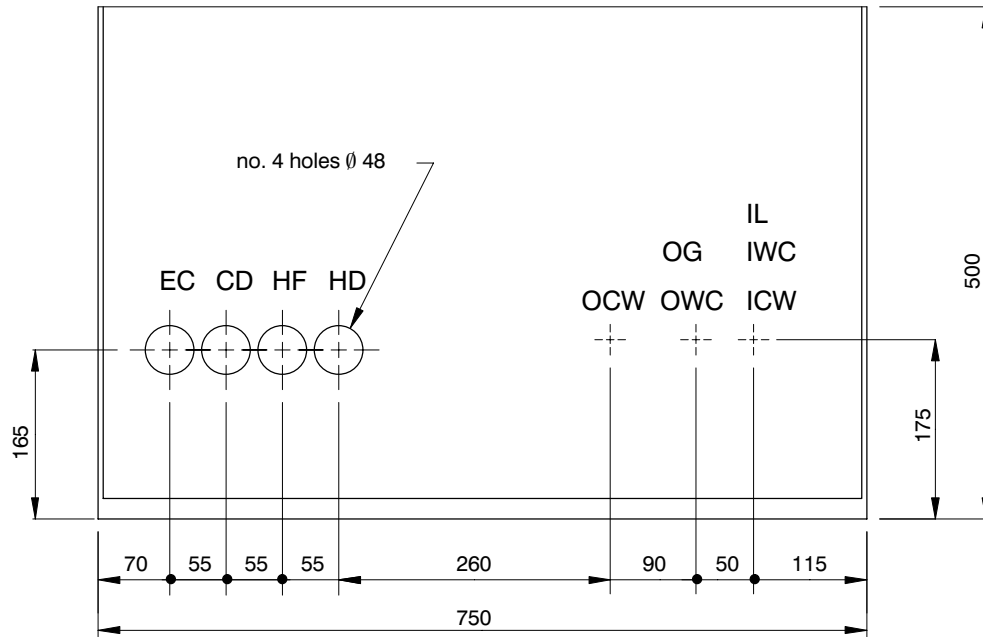 no. 4 holes Ø 48
IL
OG IWC
EC CD HF HD
OCW OWC ICW
500
165
175
70 55 55 55 260 90 50 115
750